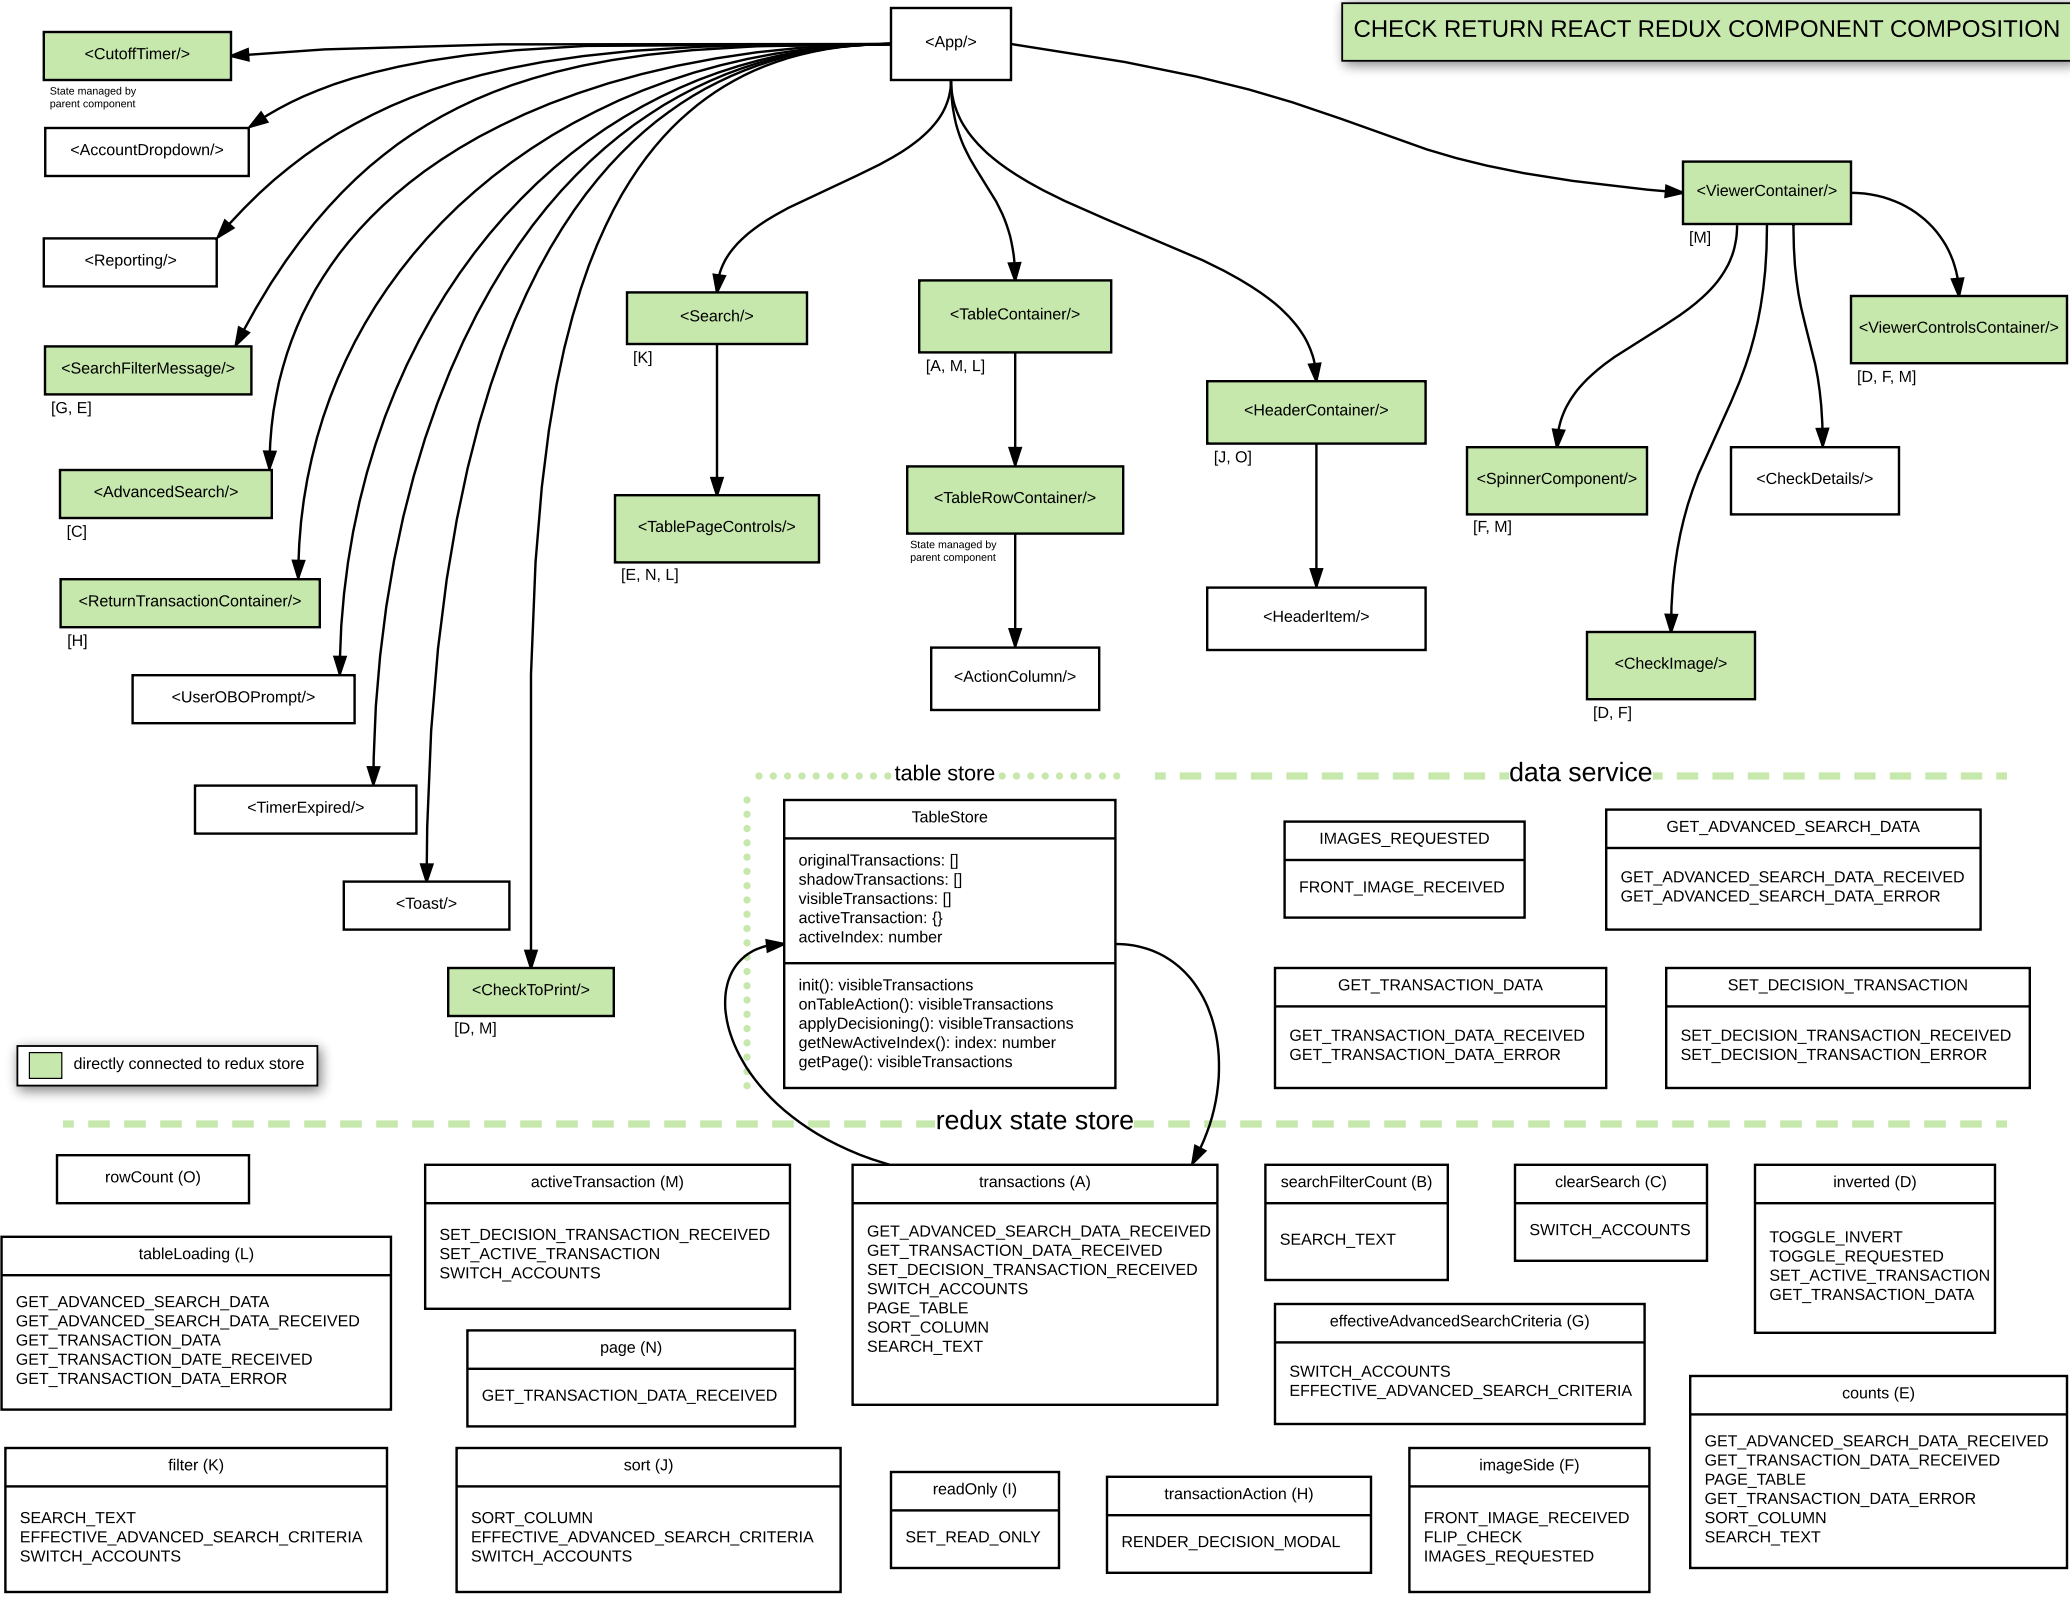 CHECK RETURN REACT REDUX COMPONENT COMPOSITION
<App/>
<CutoffTimer/>
State managed by
parent component
<AccountDropdown/>
<Reporting/>
<SearchFilterMessage/>
[G, E]
<AdvancedSearch/>
[C]
<ReturnTransactionContainer/>
[H]
<UserOBOPrompt/>
<TimerExpired/>
<Toast/>
<CheckToPrint/>
[D, M]
<Search/>
[K]
<TablePageControls/>
[E, N, L]
<TableContainer/>
[A, M, L]
<TableRowContainer/>
State managed by
parent component
<ActionColumn/>
<HeaderContainer/>
[J, O]
<HeaderItem/>
<ViewerContainer/>
[M]
<ViewerControlsContainer/>
[D, F, M]
<SpinnerComponent/>
[F, M]
<CheckDetails/>
<CheckImage/>
[D, F]
directly connected to redux store
table store
TableStore
originalTransactions: []
shadowTransactions: []
visibleTransactions: []
activeTransaction: {}
activeIndex: number
init(): visibleTransactions
onTableAction(): visibleTransactions
applyDecisioning(): visibleTransactions
getNewActiveIndex(): index: number
getPage(): visibleTransactions
data service
IMAGES_REQUESTED
FRONT_IMAGE_RECEIVED
GET_ADVANCED_SEARCH_DATA
GET_ADVANCED_SEARCH_DATA_RECEIVED
GET_ADVANCED_SEARCH_DATA_ERROR
GET_TRANSACTION_DATA
GET_TRANSACTION_DATA_RECEIVED
GET_TRANSACTION_DATA_ERROR
SET_DECISION_TRANSACTION
SET_DECISION_TRANSACTION_RECEIVED
SET_DECISION_TRANSACTION_ERROR
redux state store
rowCount (O)
tableLoading (L)
GET_ADVANCED_SEARCH_DATA
GET_ADVANCED_SEARCH_DATA_RECEIVED
GET_TRANSACTION_DATA
GET_TRANSACTION_DATE_RECEIVED
GET_TRANSACTION_DATA_ERROR
filter (K)
SEARCH_TEXT
EFFECTIVE_ADVANCED_SEARCH_CRITERIA
SWITCH_ACCOUNTS
activeTransaction (M)
SET_DECISION_TRANSACTION_RECEIVED
SET_ACTIVE_TRANSACTION
SWITCH_ACCOUNTS
page (N)
GET_TRANSACTION_DATA_RECEIVED
sort (J)
SORT_COLUMN
EFFECTIVE_ADVANCED_SEARCH_CRITERIA
SWITCH_ACCOUNTS
transactions (A)
GET_ADVANCED_SEARCH_DATA_RECEIVED
GET_TRANSACTION_DATA_RECEIVED
SET_DECISION_TRANSACTION_RECEIVED
SWITCH_ACCOUNTS
PAGE_TABLE
SORT_COLUMN
SEARCH_TEXT
readOnly (I)
SET_READ_ONLY
transactionAction (H)
RENDER_DECISION_MODAL
searchFilterCount (B)
SEARCH_TEXT
clearSearch (C)
SWITCH_ACCOUNTS
inverted (D)
TOGGLE_INVERT
TOGGLE_REQUESTED
SET_ACTIVE_TRANSACTION
GET_TRANSACTION_DATA
effectiveAdvancedSearchCriteria (G)
SWITCH_ACCOUNTS
EFFECTIVE_ADVANCED_SEARCH_CRITERIA
imageSide (F)
FRONT_IMAGE_RECEIVED
FLIP_CHECK
IMAGES_REQUESTED
counts (E)
GET_ADVANCED_SEARCH_DATA_RECEIVED
GET_TRANSACTION_DATA_RECEIVED
PAGE_TABLE
GET_TRANSACTION_DATA_ERROR
SORT_COLUMN
SEARCH_TEXT